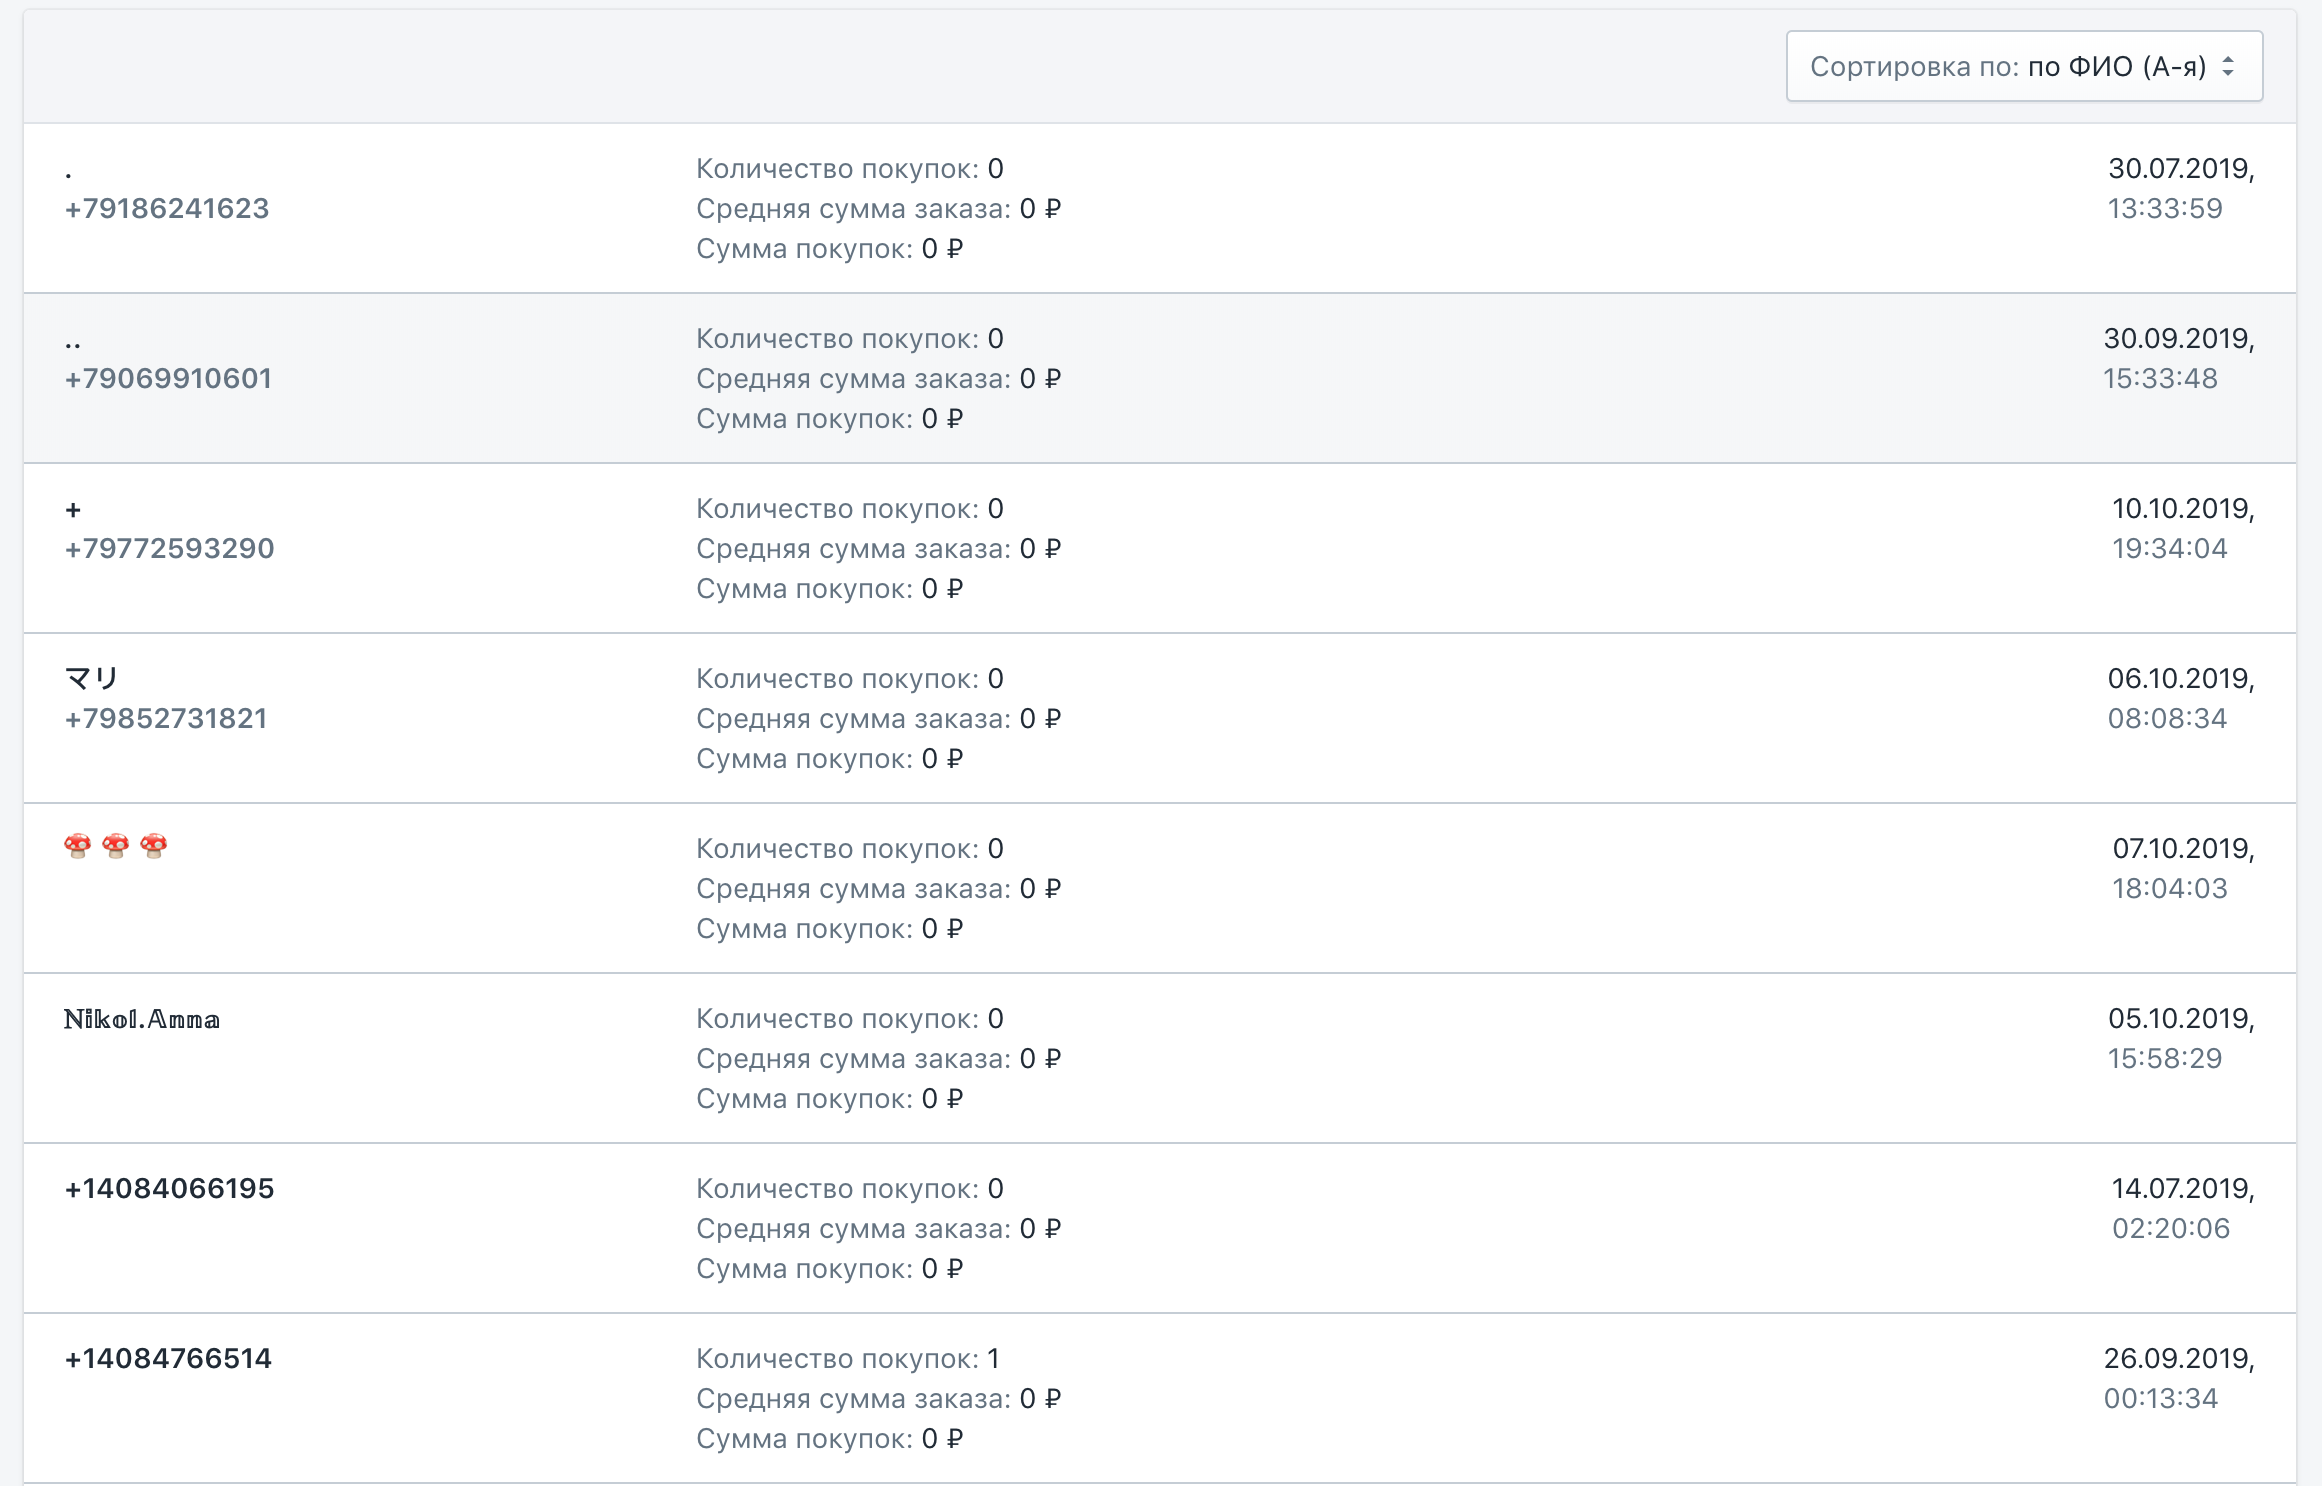 Сортировка по: по ФИО (А-я)
.
+79186241623
Количество покупок: 0
Средняя сумма заказа: 0 ₽
Сумма покупок: 0 ₽
30.07.2019,
13:33:59
..
+79069910601
Количество покупок: 0
Средняя сумма заказа: 0 ₽
Сумма покупок: 0 ₽
30.09.2019,
15:33:48
+
+79772593290
Количество покупок: 0
Средняя сумма заказа: 0 ₽
Сумма покупок: 0 ₽
10.10.2019,
19:34:04
マリ
+79852731821
Количество покупок: 0
Средняя сумма заказа: 0 ₽
Сумма покупок: 0 ₽
06.10.2019,
08:08:34
🍄 🍄 🍄
Количество покупок: 0
Средняя сумма заказа: 0 ₽
Сумма покупок: 0 ₽
07.10.2019,
18:04:03
ℕ𝕚𝕜𝕠𝕝.𝔸𝕟𝕟𝕒
Количество покупок: 0
Средняя сумма заказа: 0 ₽
Сумма покупок: 0 ₽
05.10.2019,
15:58:29
+14084066195
Количество покупок: 0
Средняя сумма заказа: 0 ₽
Сумма покупок: 0 ₽
14.07.2019,
02:20:06
+14084766514
Количество покупок: 1
Средняя сумма заказа: 0 ₽
Сумма покупок: 0 ₽
26.09.2019,
00:13:34